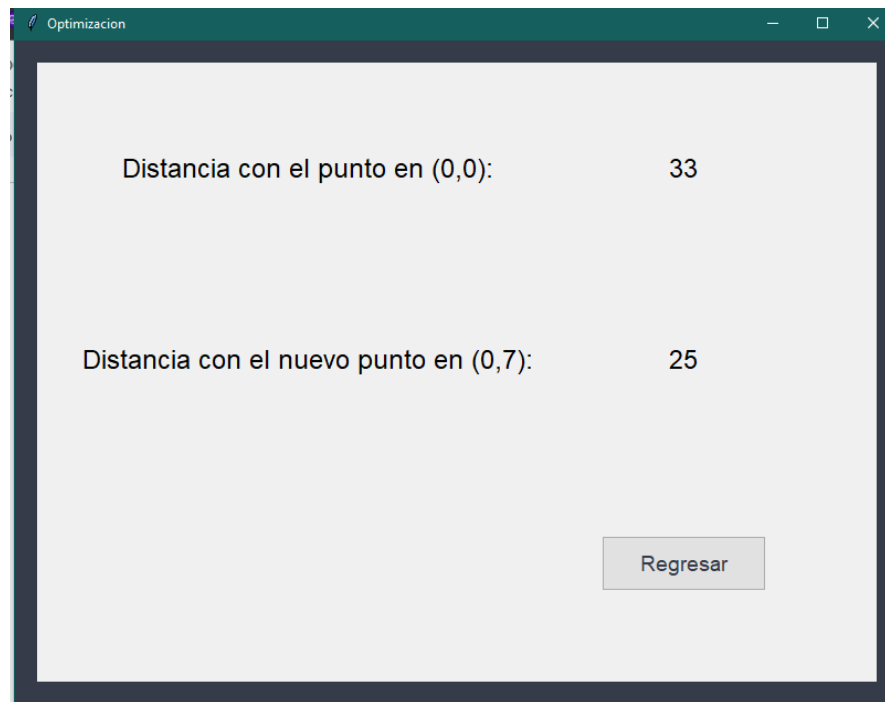 Optimizacion
Distancia con el punto en (0,0): 33
Distancia con el nuevo punto en (0,7): 25
Regresar